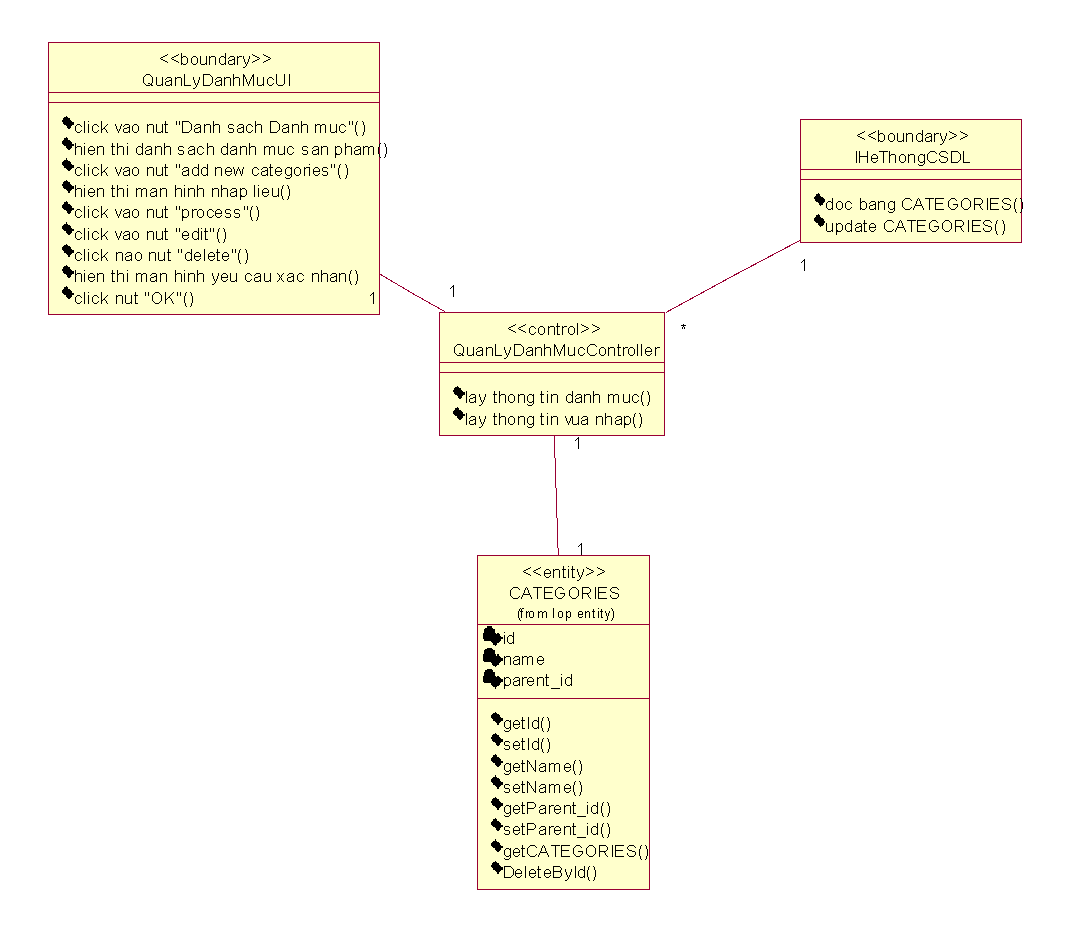 <<boundary>>
QuanLyDanhMucUI
click vao nut "Danh sach Danh muc"()
hien thi danh sach danh muc san pham()
click vao nut "add new categories"()
hien thi man hinh nhap lieu()
click vao nut "process"()
click vao nut "edit"()
click nao nut "delete"()
hien thi man hinh yeu cau xac nhan()
click nut "OK"()
1
1
<<boundary>>
IHeThongCSDL
doc bang CATEGORIES()
update CATEGORIES()
1
*
<<control>>
QuanLyDanhMucController
lay thong tin danh muc()
lay thong tin vua nhap()
1
1
<<entity>>
CATEGORIES
(from lop entity)
id
name
parent_id
getId()
setId()
getName()
setName()
getParent_id()
setParent_id()
getCATEGORIES()
DeleteById()